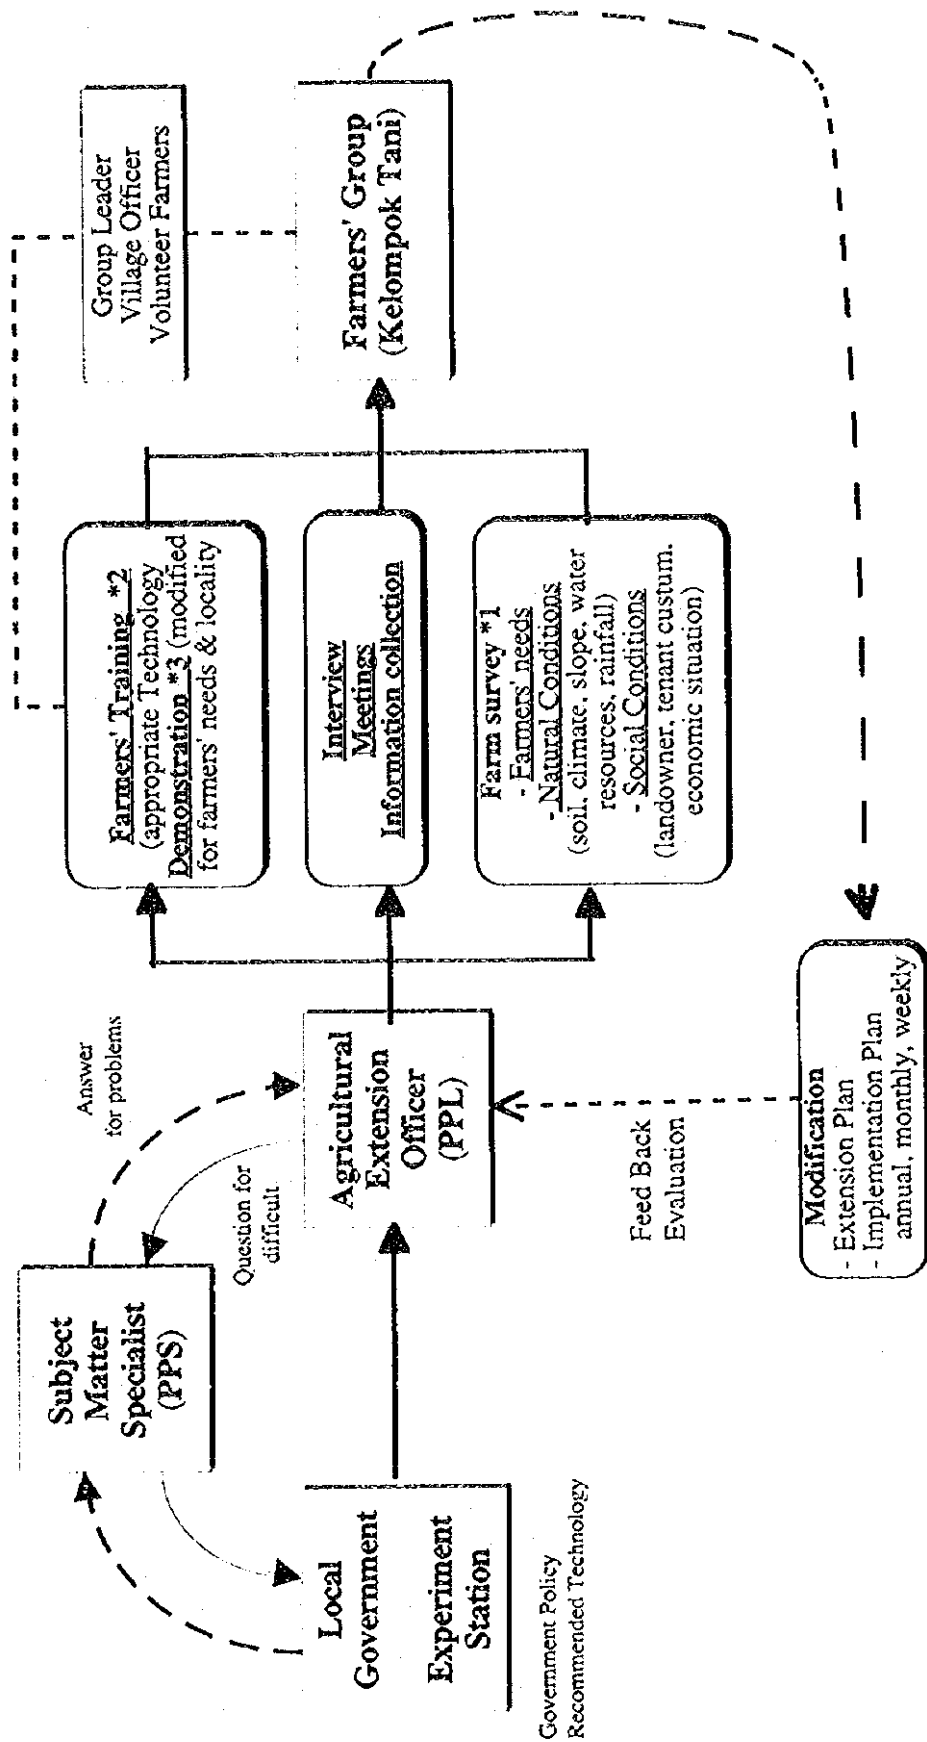 Subject
Matter
Specialist
(PPS)
Answer
for problems
Question for
difficult
Local
Government
Experiment
Station
Government Policy
Recommended Technology
Agricultural
Extension
Officer
(PPL)
Feed Back
Evaluation
Modification
- Extension Plan
- Implementation Plan
annual, monthly, weekly
Farmers' Training *2
(appropriate Technology
Demonstration *3 (modified
for farmers' needs & locality
Interview
Meetings
Information collection
Farm survey *1
- Farmers' needs
- Natural Conditions
(soil, climate, slope, water
resources, rainfall)
- Social Conditions
(landowner, tenant custum.
economic situation)
Group Leader
Village Officer
Volunteer Farmers
Farmers' Group
(Kelompok Tani)